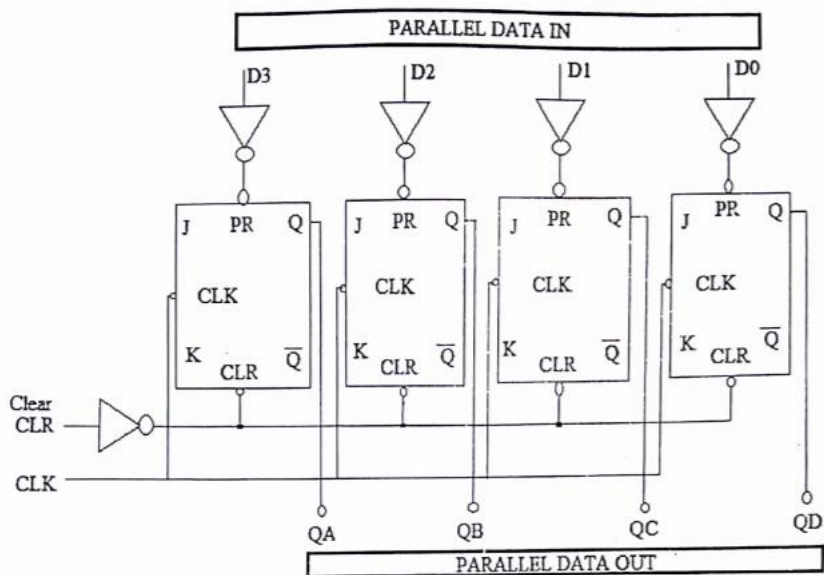 PARALLEL DATA IN
D3 D2 D1 D0
J PR Q J PR Q J PR Q J PR Q
CLK CLK CLK CLK
K Q̅ K Q̅ K Q̅ K Q̅
CLR CLR CLR CLR
Clear
CLR
CLK
QA QB QC QD
PARALLEL DATA OUT